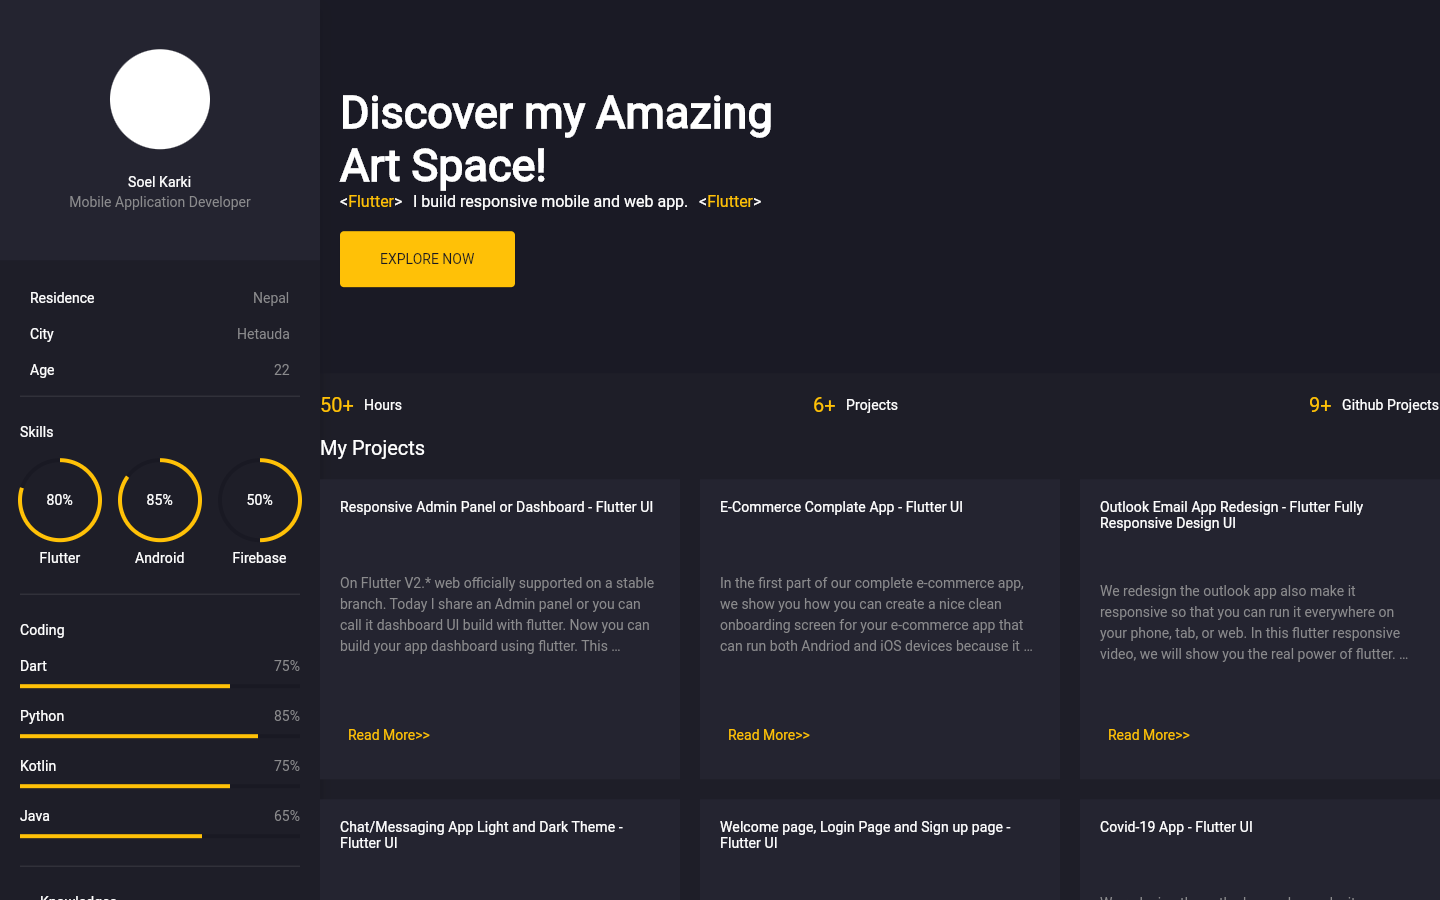 Soel Karki
Mobile Application Developer
Residence Nepal
City Hetauda
Age 22
Skills
80% 85% 50%
Flutter Android Firebase
Coding
Dart 75%
Python 85%
Kotlin 75%
Java 65%
Discover my Amazing
Art Space!
<Flutter> I build responsive mobile and web app. <Flutter>
EXPLORE NOW
50+ Hours 6+ Projects 9+ Github Projects
My Projects
Responsive Admin Panel or Dashboard - Flutter UI
On Flutter V2.* web officially supported on a stable
branch. Today I share an Admin panel or you can
call it dashboard UI build with flutter. Now you can
build your app dashboard using flutter. This ...
Read More>>
E-Commerce Complate App - Flutter UI
In the first part of our complete e-commerce app,
we show you how you can create a nice clean
onboarding screen for your e-commerce app that
can run both Andriod and iOS devices because it ...
Read More>>
Outlook Email App Redesign - Flutter Fully
Responsive Design UI
We redesign the outlook app also make it
responsive so that you can run it everywhere on
your phone, tab, or web. In this flutter responsive
video, we will show you the real power of flutter. ...
Read More>>
Chat/Messaging App Light and Dark Theme -
Flutter UI
Welcome page, Login Page and Sign up page -
Flutter UI
Covid-19 App - Flutter UI